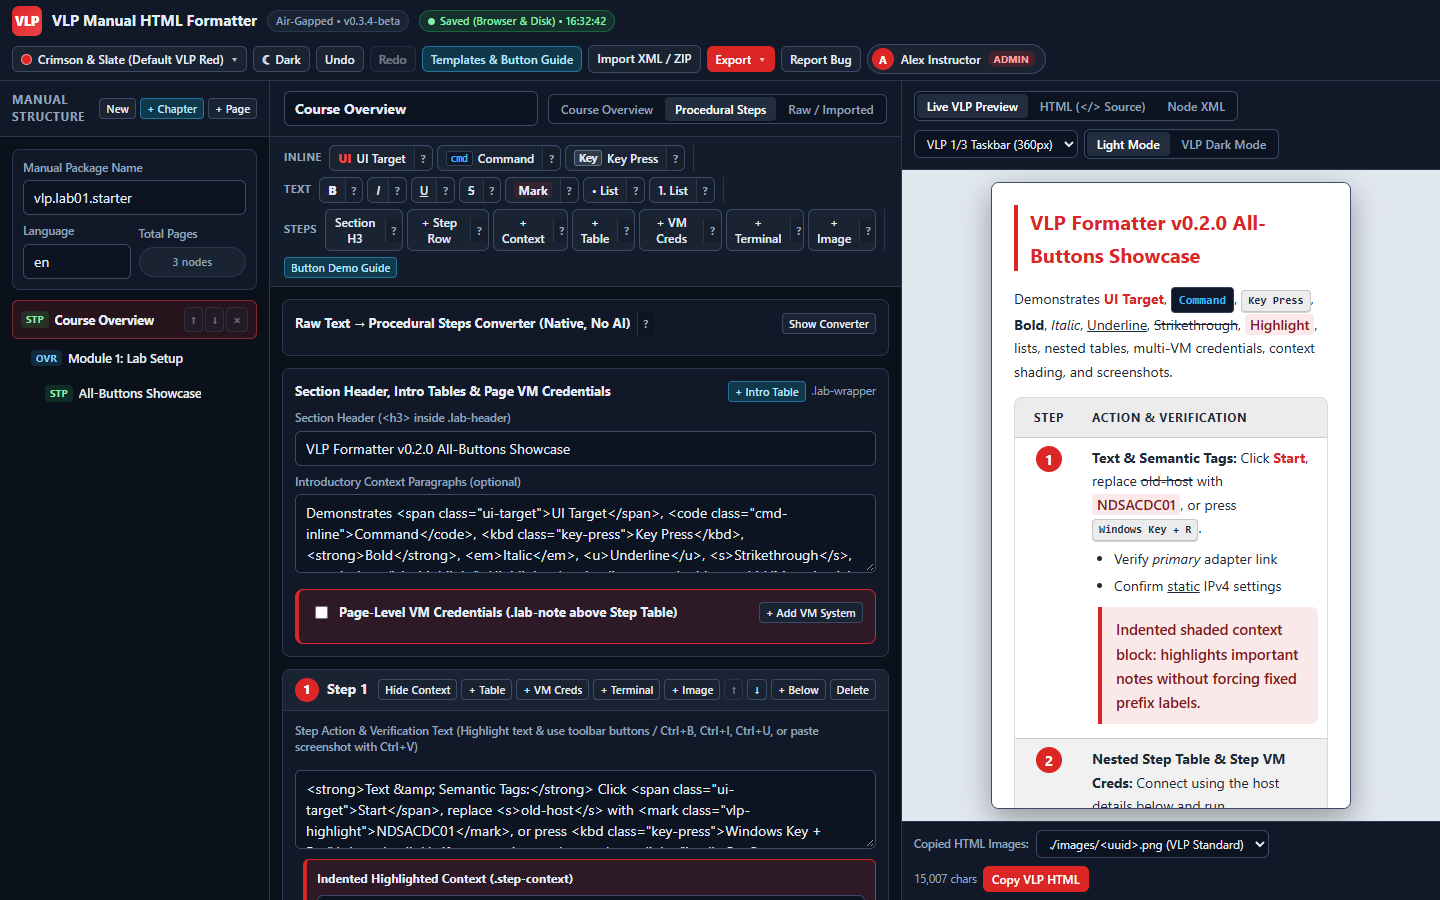 VLP VLP Manual HTML Formatter Air-Gapped • v0.3.4-beta Saved (Browser & Disk) • 16:32:42
Crimson & Slate (Default VLP Red) Dark Undo Redo Templates & Button Guide Import XML / ZIP Export Report Bug A Alex Instructor ADMIN
MANUAL STRUCTURE New + Chapter + Page
Manual Package Name
vlp.lab01.starter
Language Total Pages
en 3 nodes
STP Course Overview ↑ ↓ ×
OVR Module 1: Lab Setup
STP All-Buttons Showcase
Course Overview Course Overview Procedural Steps Raw / Imported
INLINE UI UI Target ? cmd Command ? Key Key Press ?
TEXT B ? I ? U ? S ? Mark ? • List ? 1. List ?
STEPS Section H3 ? + Step Row ? + Context ? + Table ? + VM Creds ? + Terminal ? + Image ?
Button Demo Guide
Raw Text → Procedural Steps Converter (Native, No AI) ? Show Converter
Section Header, Intro Tables & Page VM Credentials + Intro Table .lab-wrapper
Section Header (<h3> inside .lab-header)
VLP Formatter v0.2.0 All-Buttons Showcase
Introductory Context Paragraphs (optional)
Demonstrates <span class="ui-target">UI Target</span>, <code class="cmd-
inline">Command</code>, <kbd class="key-press">Key Press</kbd>,
<strong>Bold</strong>, <em>Italic</em>, <u>Underline</u>, <s>Strikethrough</s>,
Page-Level VM Credentials (.lab-note above Step Table) + Add VM System
1 Step 1 Hide Context + Table + VM Creds + Terminal + Image ↑ ↓ + Below Delete
Step Action & Verification Text (Highlight text & use toolbar buttons / Ctrl+B, Ctrl+I, Ctrl+U, or paste
screenshot with Ctrl+V)
<strong>Text &amp; Semantic Tags:</strong> Click <span class="ui-
target">Start</span>, replace <s>old-host</s> with <mark class="vlp-
highlight">NDSACDC01</mark>, or press <kbd class="key-press">Windows Key +
Indented Highlighted Context (.step-context)
Live VLP Preview HTML (</> Source) Node XML
VLP 1/3 Taskbar (360px) Light Mode VLP Dark Mode
VLP Formatter v0.2.0 All-
Buttons Showcase
Demonstrates UI Target, Command, Key Press,
Bold, Italic, Underline, Strikethrough, Highlight,
lists, nested tables, multi-VM credentials, context
shading, and screenshots.
STEP ACTION & VERIFICATION
1 Text & Semantic Tags: Click Start,
replace old-host with
NDSACDC01, or press
Windows Key + R.
• Verify primary adapter link
• Confirm static IPv4 settings
Indented shaded context
block: highlights important
notes without forcing fixed
prefix labels.
2 Nested Step Table & Step VM
Creds: Connect using the host
details below and run
Copied HTML Images: ./images/<uuid>.png (VLP Standard)
15,007 chars Copy VLP HTML